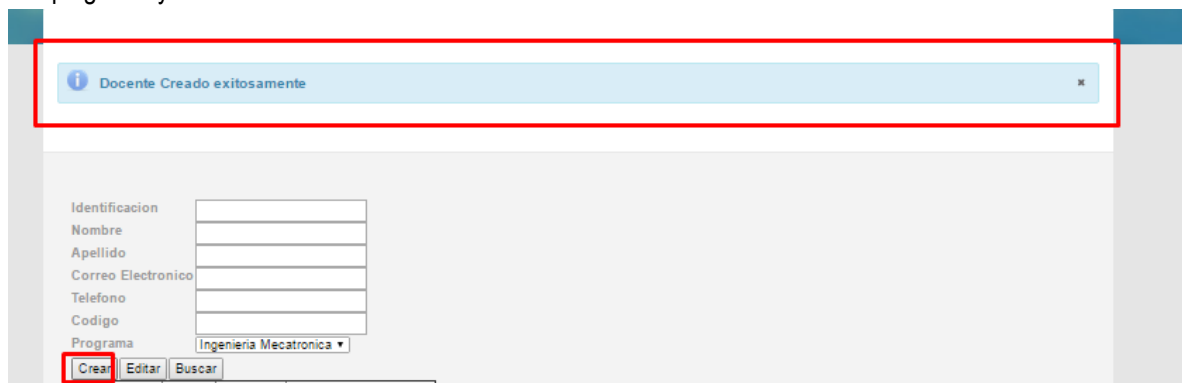 Docente Creado exitosamente
Identificacion
Nombre
Apellido
Correo Electronico
Telefono
Codigo
Programa Ingenieria Mecatronica
Crear Editar Buscar